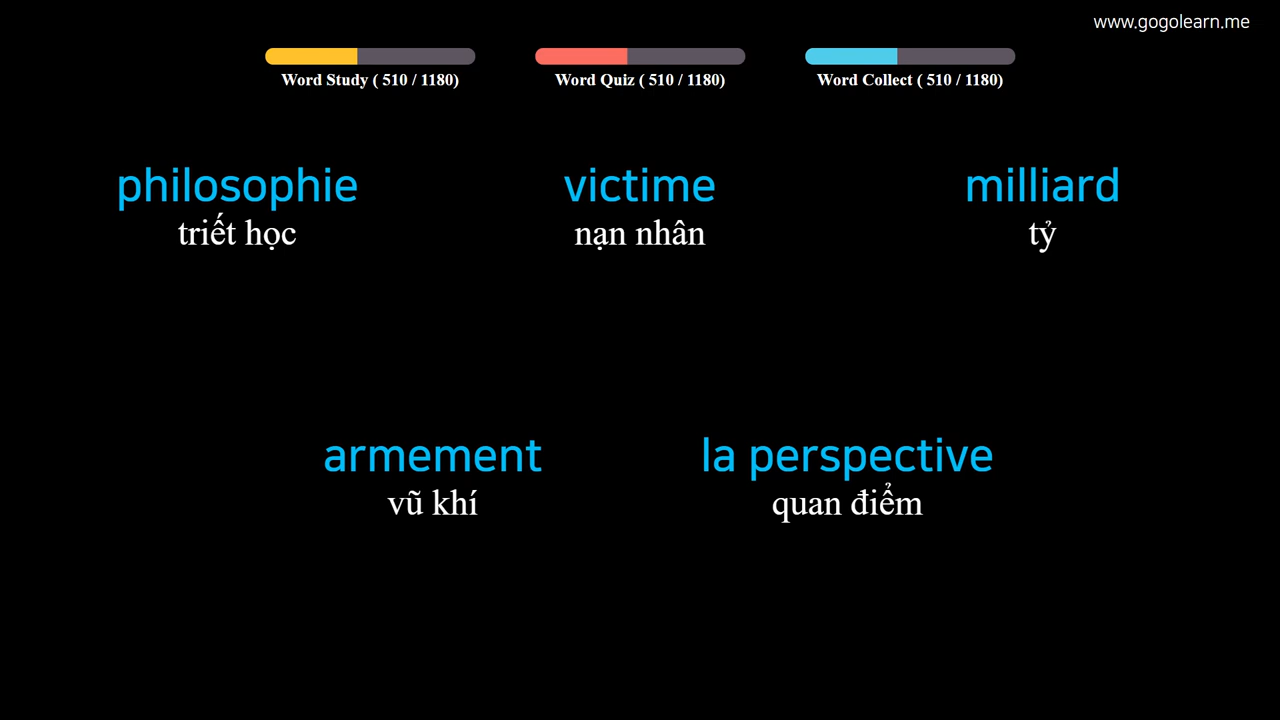 www.gogolearn.me
Word Study ( 510 / 1180)
Word Quiz ( 510 / 1180)
Word Collect ( 510 / 1180)
philosophie
triết học
victime
nạn nhân
milliard
tỷ
armement
vũ khí
la perspective
quan điểm